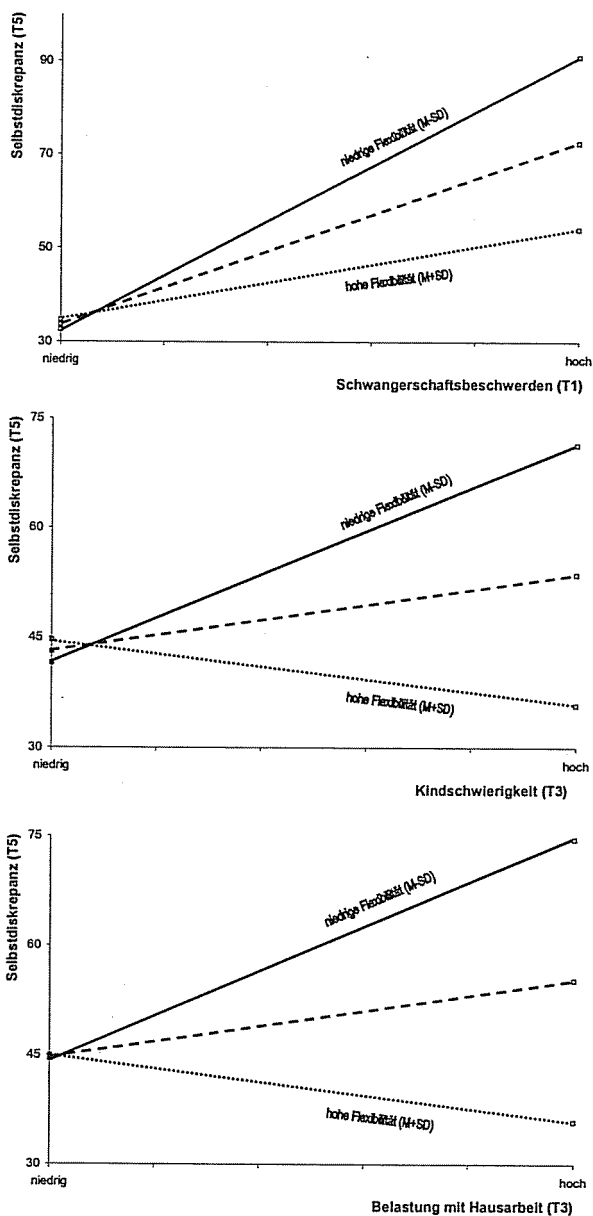 Selbstdiskrepanz (T5)
90
70
50
30
niedrige Flexibilität (M-SD)
hohe Flexibilität (M+SD)
niedrig
hoch
Schwangerschaftsbeschwerden (T1)
Selbstdiskrepanz (T5)
75
60
45
30
niedrige Flexibilität (M-SD)
hohe Flexibilität (M+SD)
niedrig
hoch
Kindschwierigkeit (T3)
Selbstdiskrepanz (T5)
75
60
45
30
niedrige Flexibilität (M-SD)
hohe Flexibilität (M+SD)
niedrig
hoch
Belastung mit Hausarbeit (T3)